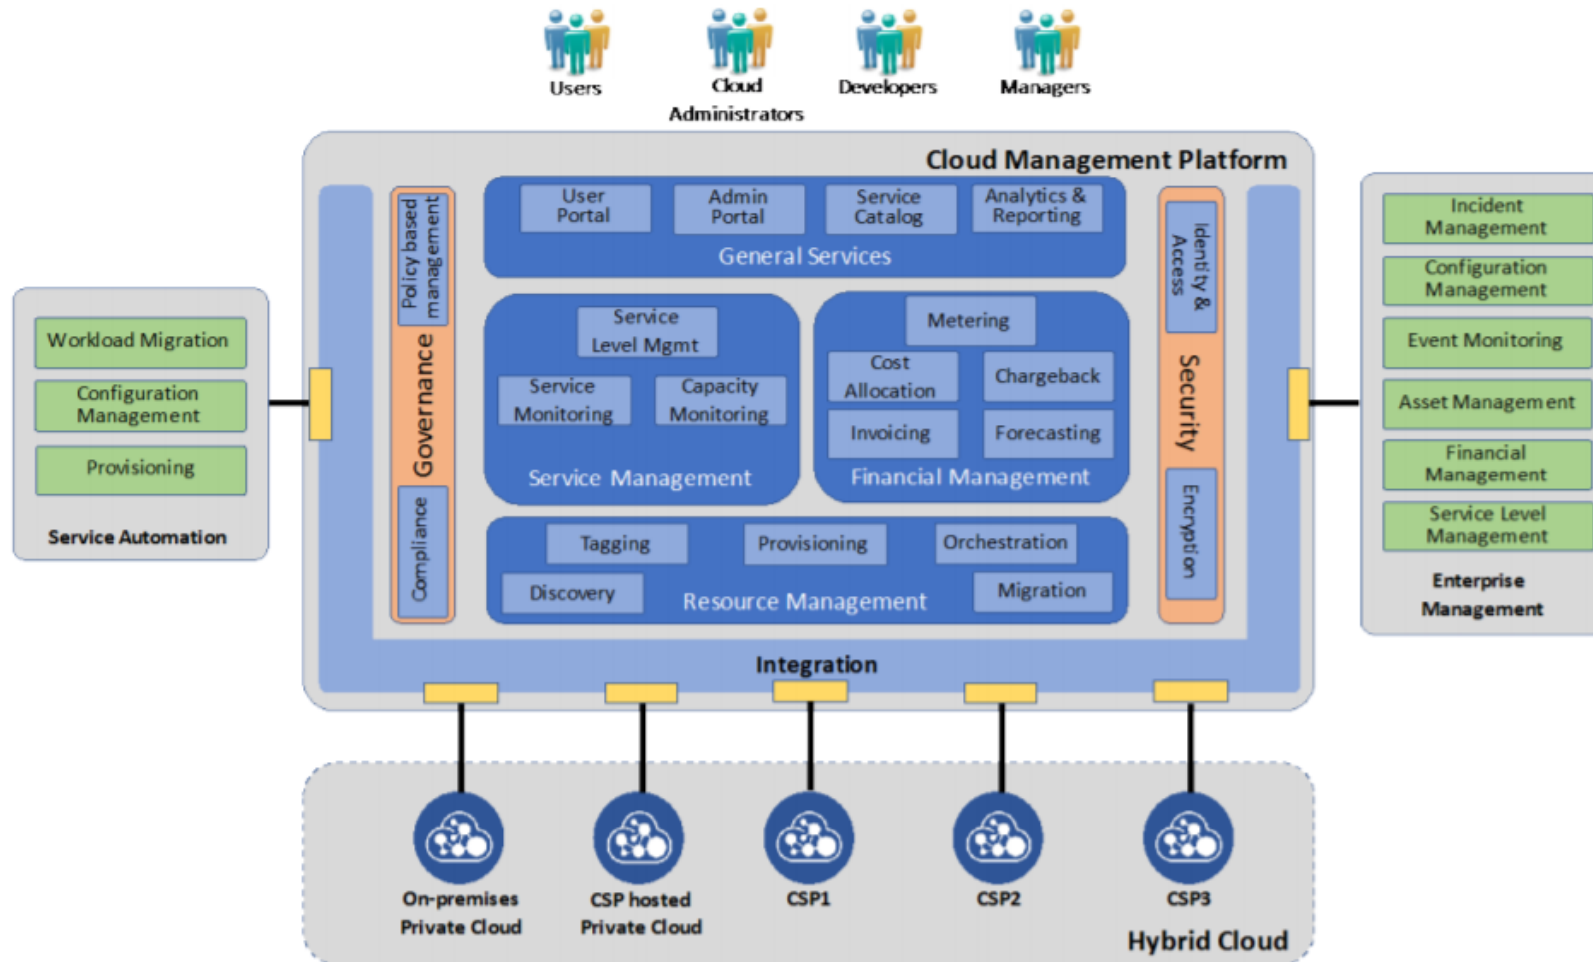 Users
Cloud
Administrators
Developers
Managers
Cloud Management Platform
User
Portal
Admin
Portal
Service
Catalog
Analytics &
Reporting
General Services
Policy based
management
Governance
Compliance
Service
Level Mgmt
Service
Monitoring
Capacity
Monitoring
Service Management
Metering
Cost
Allocation
Chargeback
Invoicing
Forecasting
Financial Management
Identity &
Access
Security
Encryption
Tagging
Provisioning
Orchestration
Discovery
Resource Management
Migration
Integration
Workload Migration
Configuration
Management
Provisioning
Service Automation
Incident
Management
Configuration
Management
Event Monitoring
Asset Management
Financial
Management
Service Level
Management
Enterprise
Management
On-premises
Private Cloud
CSP hosted
Private Cloud
CSP1
CSP2
CSP3
Hybrid Cloud